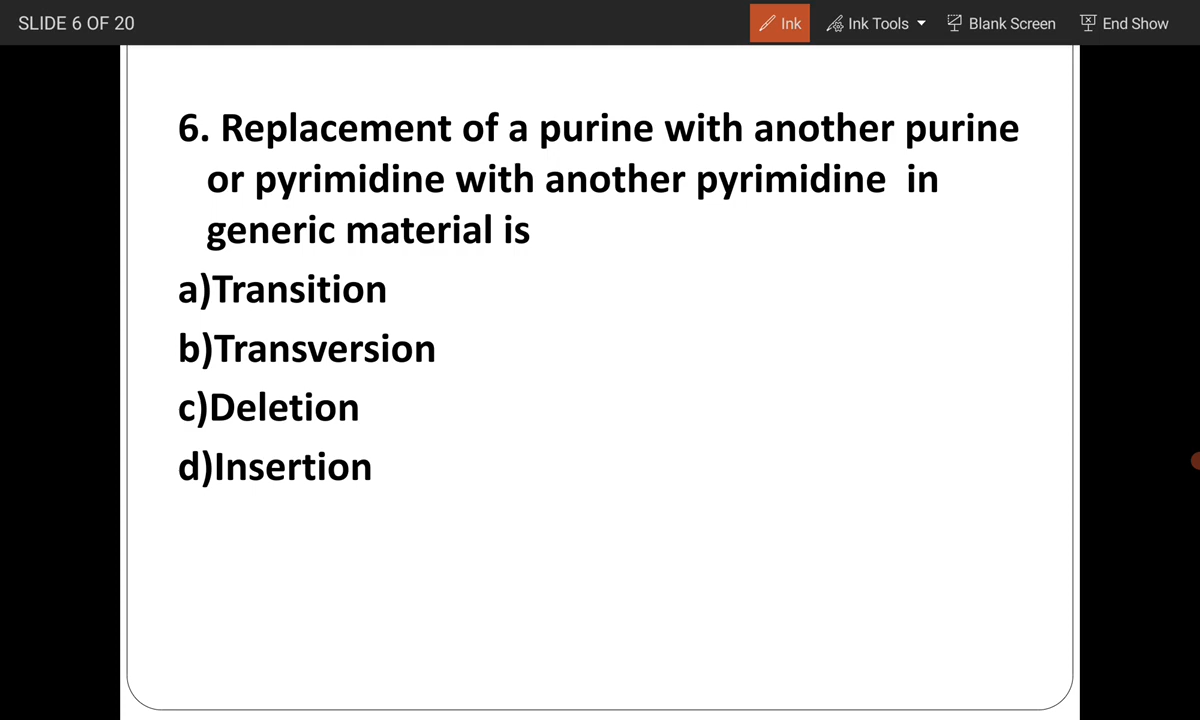 SLIDE 6 OF 20
Ink
Ink Tools
Blank Screen
End Show
6. Replacement of a purine with another purine
or pyrimidine with another pyrimidine in
generic material is
a)Transition
b)Transversion
c)Deletion
d)Insertion